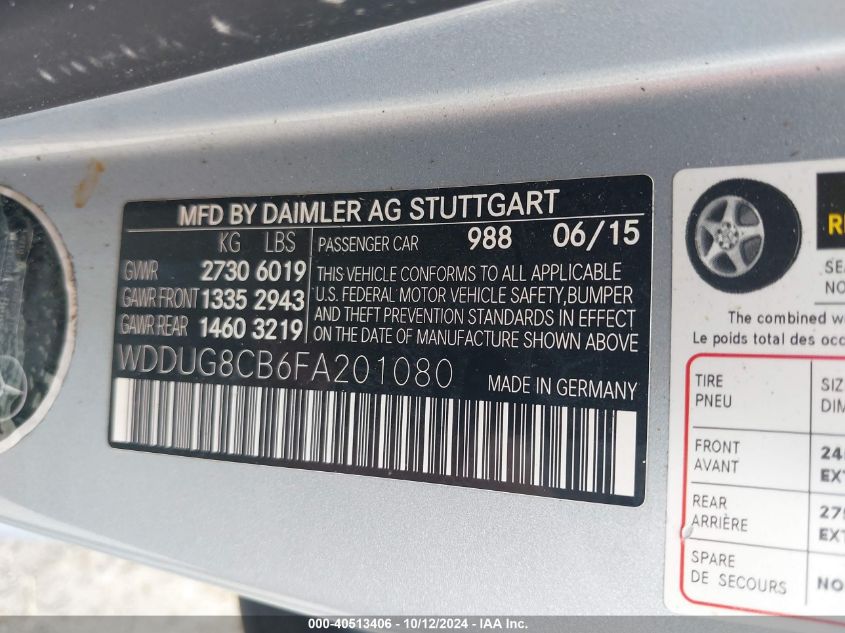 MFD BY DAIMLER AG STUTTGART
KG LBS
GVWR 2730 6019
GAWR FRONT 1335 2943
GAWR REAR 1460 3219
PASSENGER CAR 988 06/15
THIS VEHICLE CONFORMS TO ALL APPLICABLE
U.S. FEDERAL MOTOR VEHICLE SAFETY, BUMPER
AND THEFT PREVENTION STANDARDS IN EFFECT
ON THE DATE OF MANUFACTURE SHOWN ABOVE
WDDUG8CB6FA201080
MADE IN GERMANY
The combined
Le poids total des
TIRE
PNEU
FRONT
AVANT
REAR
ARRIÈRE
SPARE
DE SECOURS
000-40513406 - 10/12/2024 - IAA Inc.